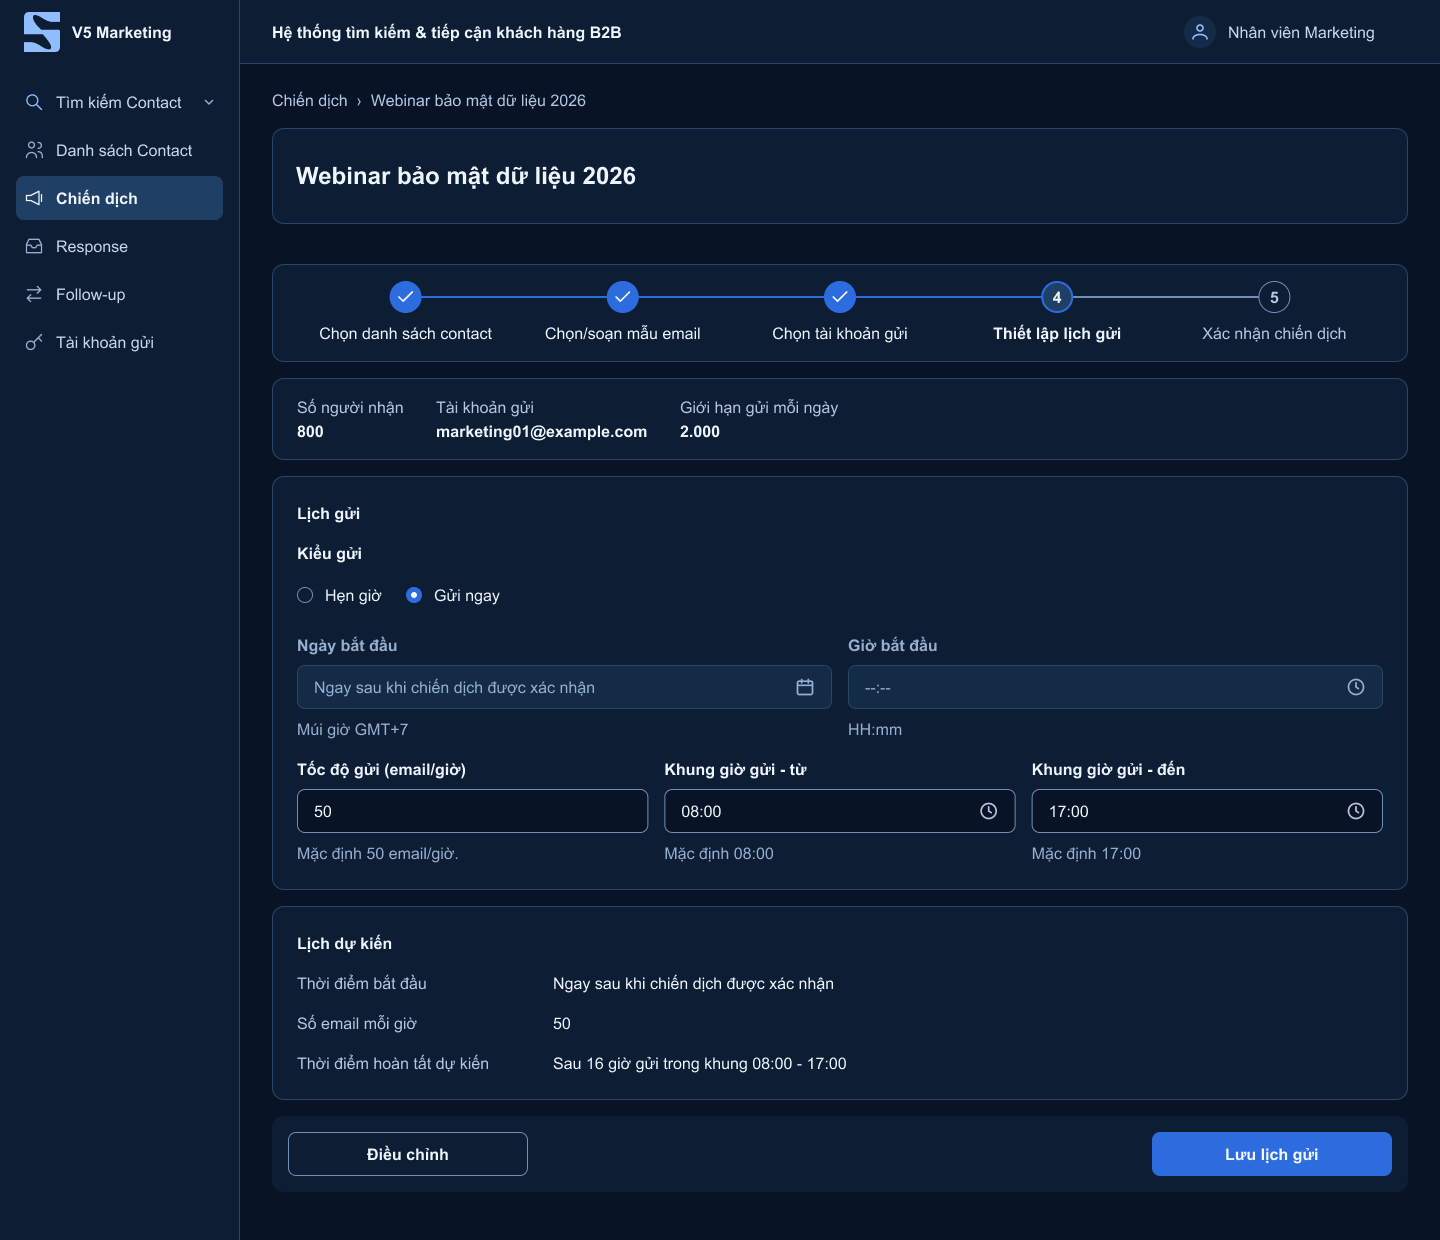 V5 Marketing
Hệ thống tìm kiếm & tiếp cận khách hàng B2B
Nhân viên Marketing
Tìm kiếm Contact
Danh sách Contact
Chiến dịch
Response
Follow-up
Tài khoản gửi
Chiến dịch › Webinar bảo mật dữ liệu 2026
Webinar bảo mật dữ liệu 2026
4
5
Chọn danh sách contact
Chọn/soạn mẫu email
Chọn tài khoản gửi
Thiết lập lịch gửi
Xác nhận chiến dịch
Số người nhận
800
Tài khoản gửi
marketing01@example.com
Giới hạn gửi mỗi ngày
2.000
Lịch gửi
Kiểu gửi
Hẹn giờ
Gửi ngay
Ngày bắt đầu
Ngay sau khi chiến dịch được xác nhận
Múi giờ GMT+7
Giờ bắt đầu
--:--
HH:mm
Tốc độ gửi (email/giờ)
50
Mặc định 50 email/giờ.
Khung giờ gửi - từ
08:00
Mặc định 08:00
Khung giờ gửi - đến
17:00
Mặc định 17:00
Lịch dự kiến
Thời điểm bắt đầu
Ngay sau khi chiến dịch được xác nhận
Số email mỗi giờ
50
Thời điểm hoàn tất dự kiến
Sau 16 giờ gửi trong khung 08:00 - 17:00
Điều chỉnh
Lưu lịch gửi